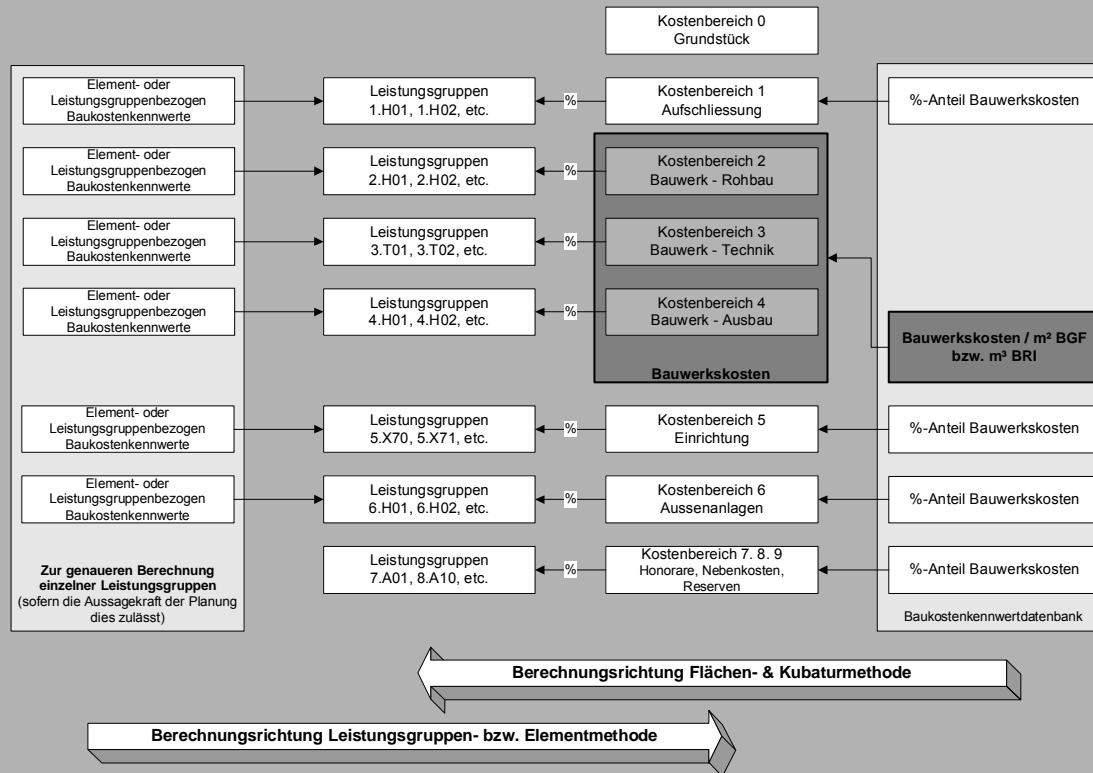 Kostenbereich 0
Grundstück
Element- oder
Leistungsgruppenbezogen
Baukostenkennwerte
Leistungsgruppen
1.H01, 1.H02, etc.
%
Kostenbereich 1
Aufschliessung
%-Anteil Bauwerkskosten
Element- oder
Leistungsgruppenbezogen
Baukostenkennwerte
Leistungsgruppen
2.H01, 2.H02, etc.
%
Kostenbereich 2
Bauwerk - Rohbau
Element- oder
Leistungsgruppenbezogen
Baukostenkennwerte
Leistungsgruppen
3.T01, 3.T02, etc.
%
Kostenbereich 3
Bauwerk - Technik
Element- oder
Leistungsgruppenbezogen
Baukostenkennwerte
Leistungsgruppen
4.H01, 4.H02, etc.
%
Kostenbereich 4
Bauwerk - Ausbau
Bauwerkskosten
Bauwerkskosten / m² BGF
bzw. m³ BRI
Element- oder
Leistungsgruppenbezogen
Baukostenkennwerte
Leistungsgruppen
5.X70, 5.X71, etc.
%
Kostenbereich 5
Einrichtung
%-Anteil Bauwerkskosten
Element- oder
Leistungsgruppenbezogen
Baukostenkennwerte
Leistungsgruppen
6.H01, 6.H02, etc.
%
Kostenbereich 6
Aussenanlagen
%-Anteil Bauwerkskosten
Zur genaueren Berechnung
einzelner Leistungsgruppen
(sofern die Aussagekraft der Planung
dies zulässt)
Leistungsgruppen
7.A01, 8.A10, etc.
%
Kostenbereich 7. 8. 9
Honorare, Nebenkosten,
Reserven
%-Anteil Bauwerkskosten
Baukostenkennwertdatenbank
Berechnungsrichtung Flächen- & Kubaturmethode
Berechnungsrichtung Leistungsgruppen- bzw. Elementmethode